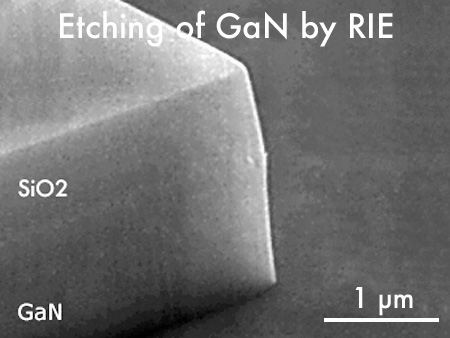 Etching of GaN by RIE
SiO2
1 µm
GaN